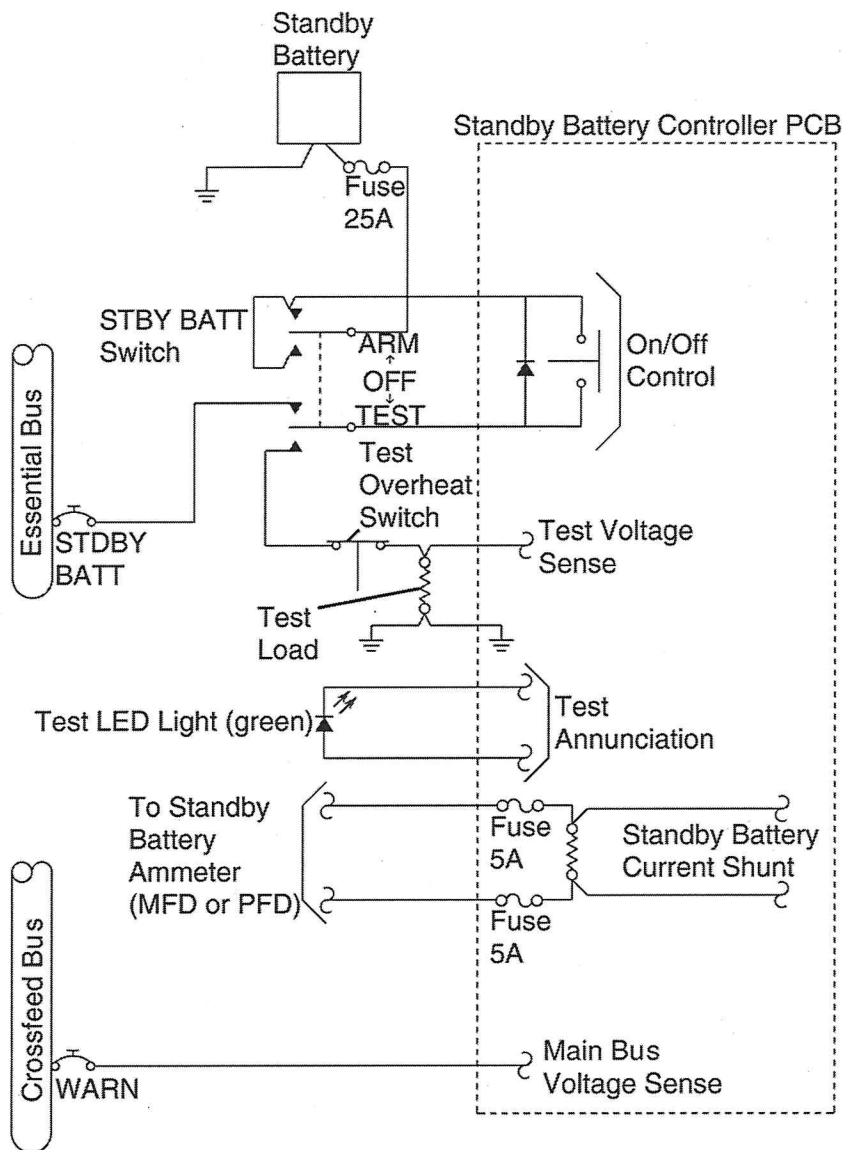 Standby
Battery
Standby Battery Controller PCB
Fuse
25A
STBY BATT
Switch
ARM
OFF
TEST
On/Off
Control
Essential Bus
STDBY
BATT
Test
Overheat
Switch
Test Voltage
Sense
Test
Load
Test LED Light (green)
Test
Annunciation
To Standby
Battery
Ammeter
(MFD or PFD)
Fuse
5A
Standby Battery
Current Shunt
Fuse
5A
Crossfeed Bus
WARN
Main Bus
Voltage Sense